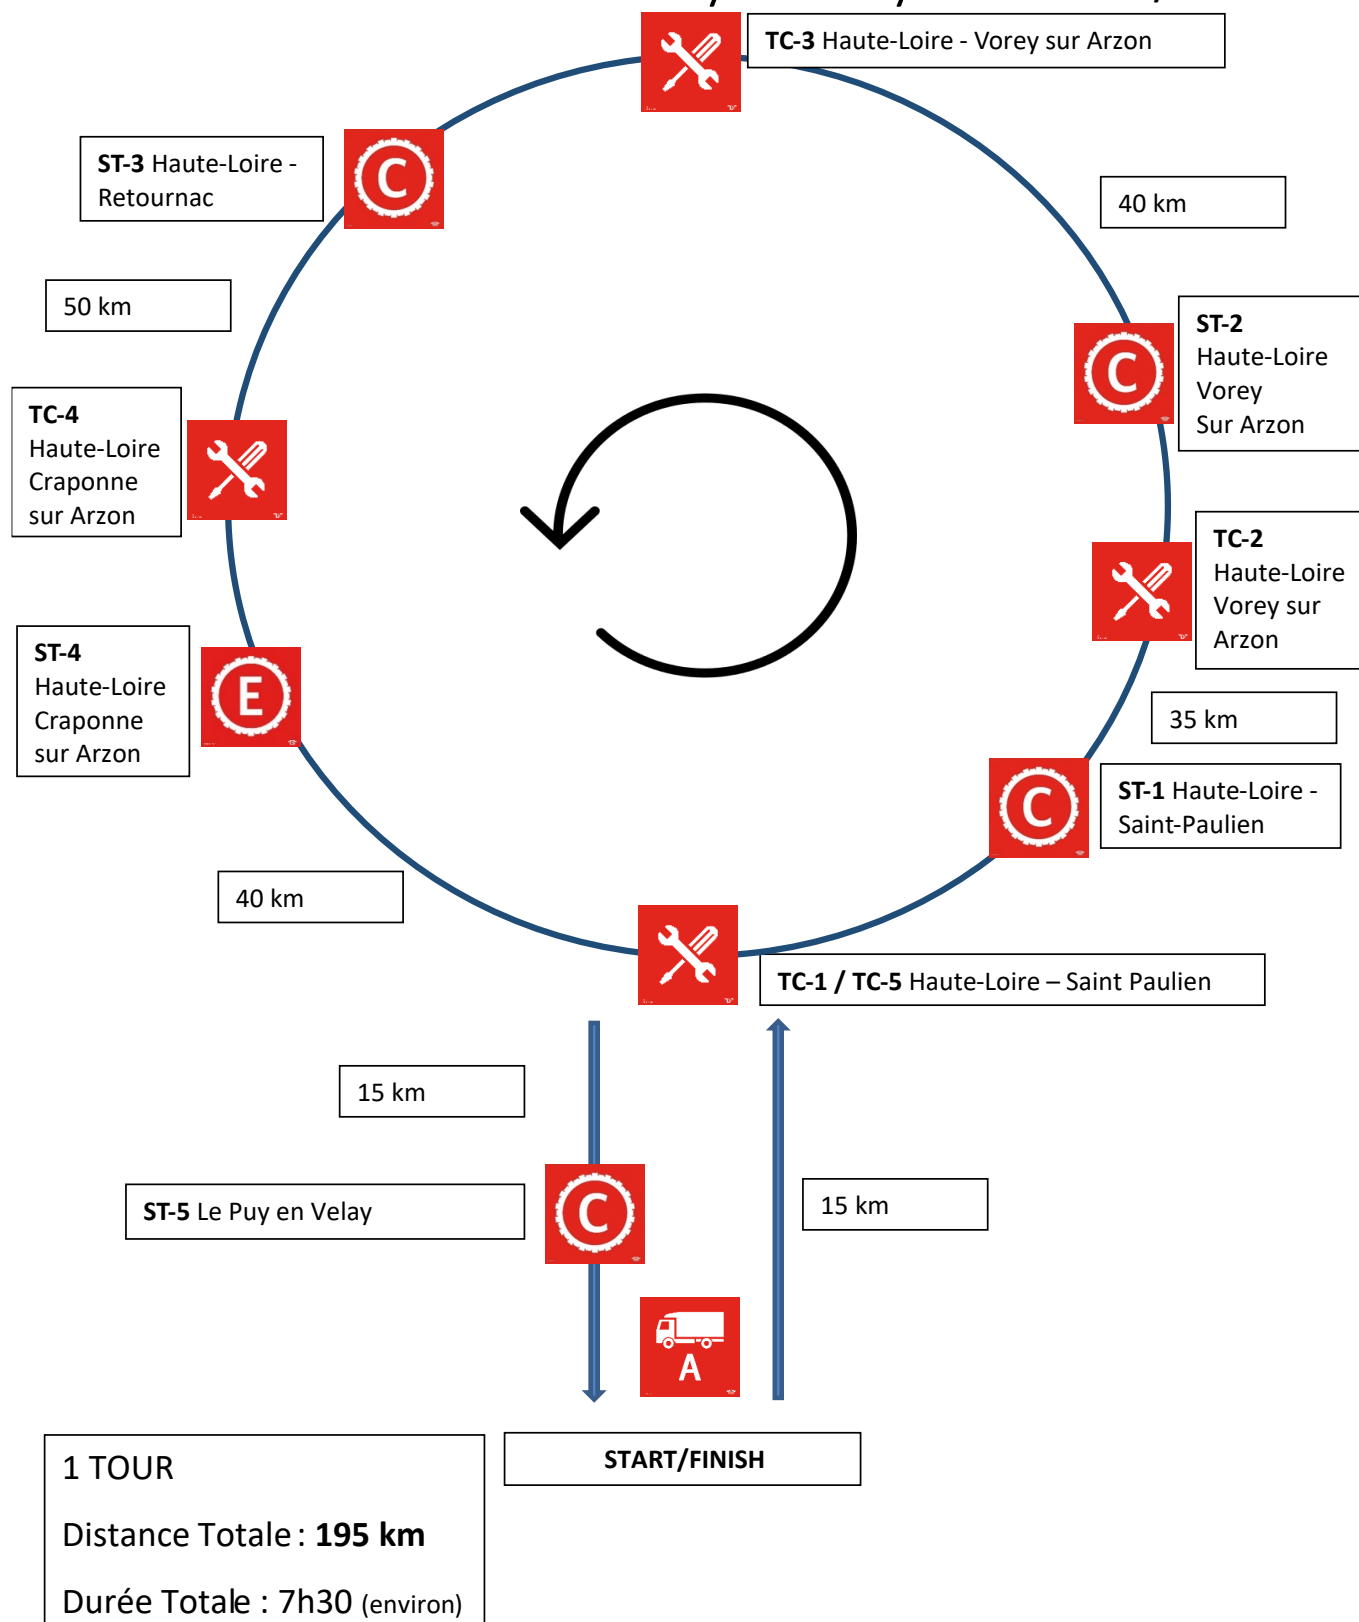 TC-3 Haute-Loire - Vorey sur Arzon
ST-3 Haute-Loire -
Retournac
40 km
50 km
ST-2
Haute-Loire
Vorey
Sur Arzon
TC-4
Haute-Loire
Craponne
sur Arzon
TC-2
Haute-Loire
Vorey sur
Arzon
ST-4
Haute-Loire
Craponne
sur Arzon
35 km
ST-1 Haute-Loire -
Saint-Paulien
40 km
TC-1 / TC-5 Haute-Loire – Saint Paulien
15 km
ST-5 Le Puy en Velay
15 km
C
C
E
C
C
A
START/FINISH
1 TOUR
Distance Totale : 195 km
Durée Totale : 7h30 (environ)